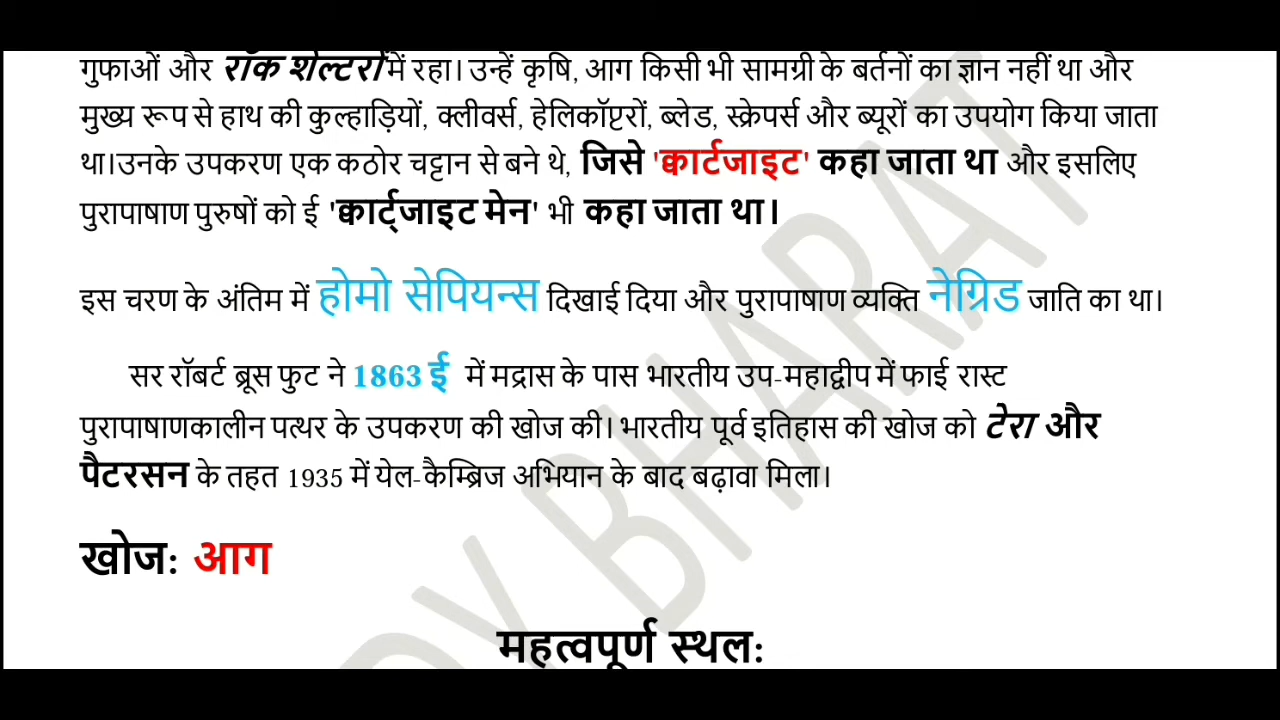 गुफाओं और रॉक शेल्टरों में रहा। उन्हें कृषि, आग किसी भी सामग्री के बर्तनों का ज्ञान नहीं था और
मुख्य रूप से हाथ की कुल्हाड़ियों, क्लीवर्स, हेलिकॉप्टरों, ब्लेड, स्क्रेपर्स और ब्यूरों का उपयोग किया जाता
था।उनके उपकरण एक कठोर चट्टान से बने थे, जिसे 'क्वार्टजाइट' कहा जाता था और इसलिए
पुरापाषाण पुरुषों को ई 'क्वार्ट्जाइट मेन' भी कहा जाता था।
इस चरण के अंतिम में होमो सेपियन्स दिखाई दिया और पुरापाषाण व्यक्ति नेग्रिड जाति का था।
सर रॉबर्ट ब्रूस फुट ने 1863 ई में मद्रास के पास भारतीय उप-महाद्वीप में फाई रास्ट
पुरापाषाणकालीन पत्थर के उपकरण की खोज की। भारतीय पूर्व इतिहास की खोज को टेरा और
पैटरसन के तहत 1935 में येल-कैम्ब्रिज अभियान के बाद बढ़ावा मिला।
खोज: आग
महत्वपूर्ण स्थल:
DY BHARAT